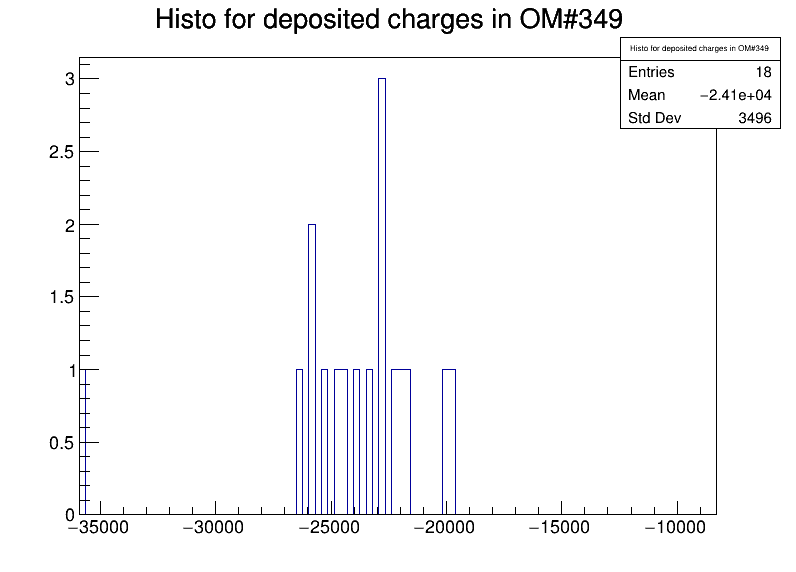 Histo for deposited charges in OM#349
Histo for deposited charges in OM#349
Entries 18
Mean −2.41e+04
Std Dev 3496
3
2.5
2
1.5
1
0.5
0
−35000 −30000 −25000 −20000 −15000 −10000